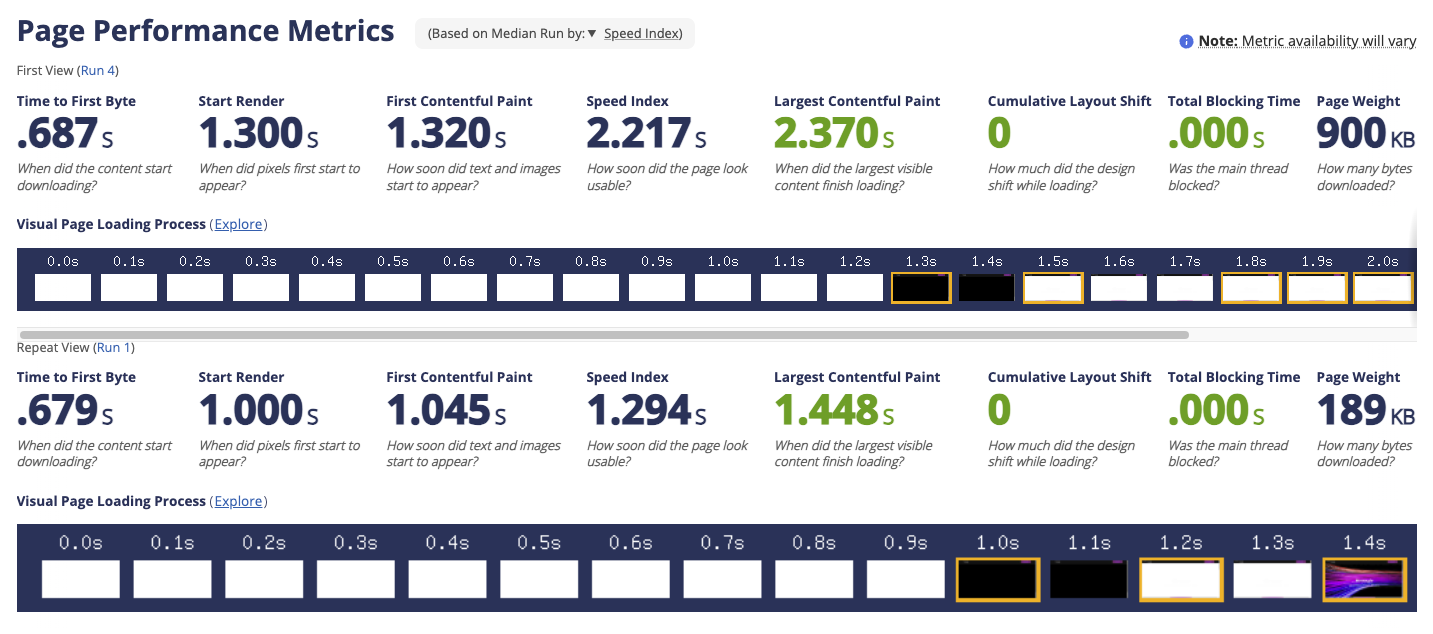 Page Performance Metrics
(Based on Median Run by:▼ Speed Index)
Note: Metric availability will vary
First View (Run 4)
Time to First Byte Start Render First Contentful Paint Speed Index Largest Contentful Paint Cumulative Layout Shift Total Blocking Time Page Weight
.687 S 1.300 S 1.320 S 2.217 S 2.370 S 0 .000 S 900 KB
When did the content start When did pixels first start to How soon did text and images How soon did the page look When did the largest visible How much did the design Was the main thread How many bytes
downloading? appear? start to appear? usable? content finish loading? shift while loading? blocked? downloaded?
Visual Page Loading Process (Explore)
0.0s 0.1s 0.2s 0.3s 0.4s 0.5s 0.6s 0.7s 0.8s 0.9s 1.0s 1.1s 1.2s 1.3s 1.4s 1.5s 1.6s 1.7s 1.8s 1.9s 2.0s
Repeat View (Run 1)
Time to First Byte Start Render First Contentful Paint Speed Index Largest Contentful Paint Cumulative Layout Shift Total Blocking Time Page Weight
.679 S 1.000 S 1.045 S 1.294 S 1.448 S 0 .000 S 189 KB
When did the content start When did pixels first start to How soon did text and images How soon did the page look When did the largest visible How much did the design Was the main thread How many bytes
downloading? appear? start to appear? usable? content finish loading? shift while loading? blocked? downloaded?
Visual Page Loading Process (Explore)
0.0s 0.1s 0.2s 0.3s 0.4s 0.5s 0.6s 0.7s 0.8s 0.9s 1.0s 1.1s 1.2s 1.3s 1.4s